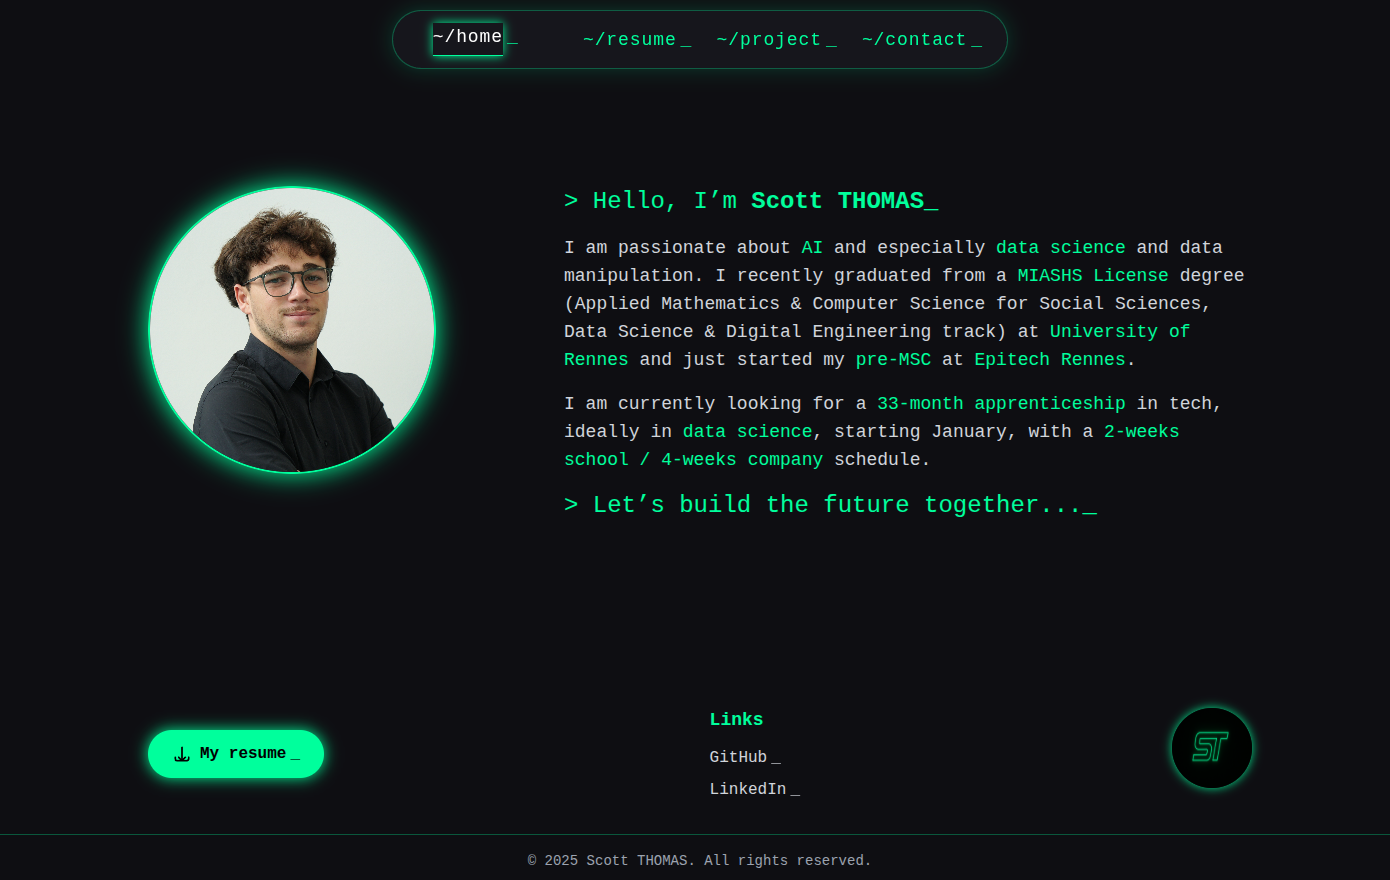 ~/home_ ~/resume_ ~/project_ ~/contact_
> Hello, I’m Scott THOMAS_
I am passionate about AI and especially data science and data
manipulation. I recently graduated from a MIASHS License degree
(Applied Mathematics & Computer Science for Social Sciences,
Data Science & Digital Engineering track) at University of
Rennes and just started my pre-MSC at Epitech Rennes.
I am currently looking for a 33-month apprenticeship in tech,
ideally in data science, starting January, with a 2-weeks
school / 4-weeks company schedule.
> Let’s build the future together..._
My resume_
Links
GitHub_
LinkedIn_
ST
© 2025 Scott THOMAS. All rights reserved.